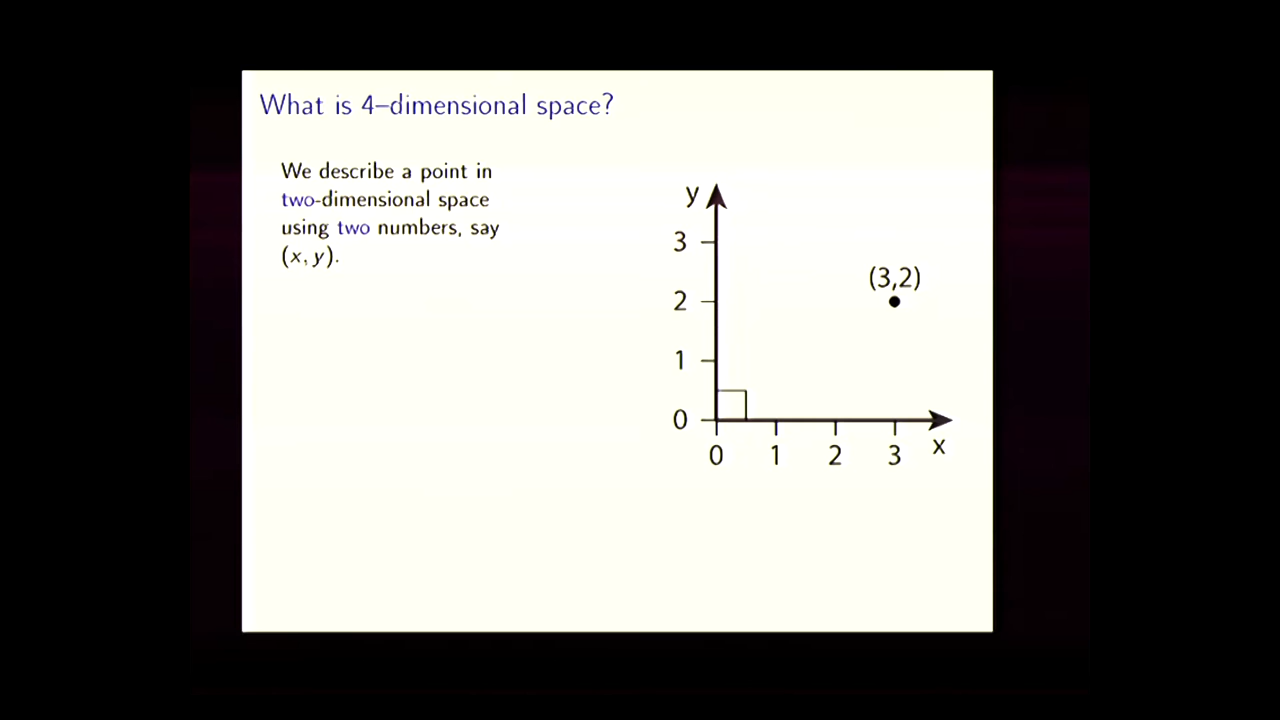 What is 4–dimensional space?
We describe a point in
two-dimensional space
using two numbers, say
(x, y).
y
3
2
1
0
(3,2)
0 1 2 3 x